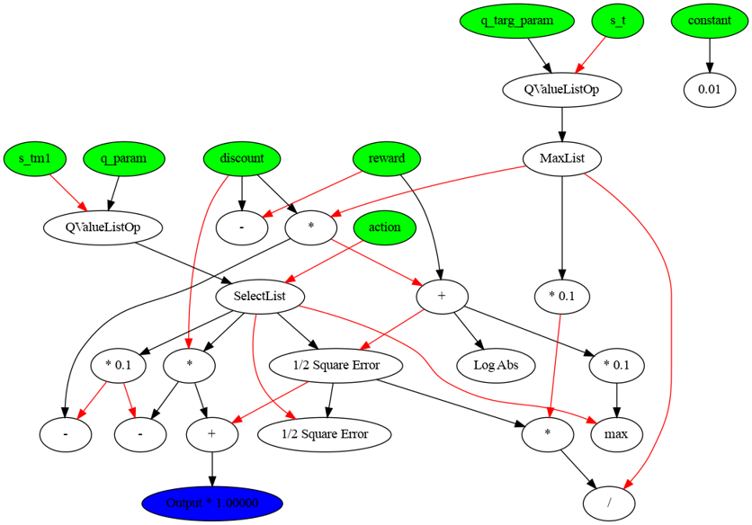 q_targ_param s_t constant
QValueListOp 0.01
s_tm1 q_param discount reward MaxList
QValueListOp - * action
SelectList + * 0.1
* 0.1 * 1/2 Square Error Log Abs * 0.1
- - + 1/2 Square Error * max
Output * 1.00000 /